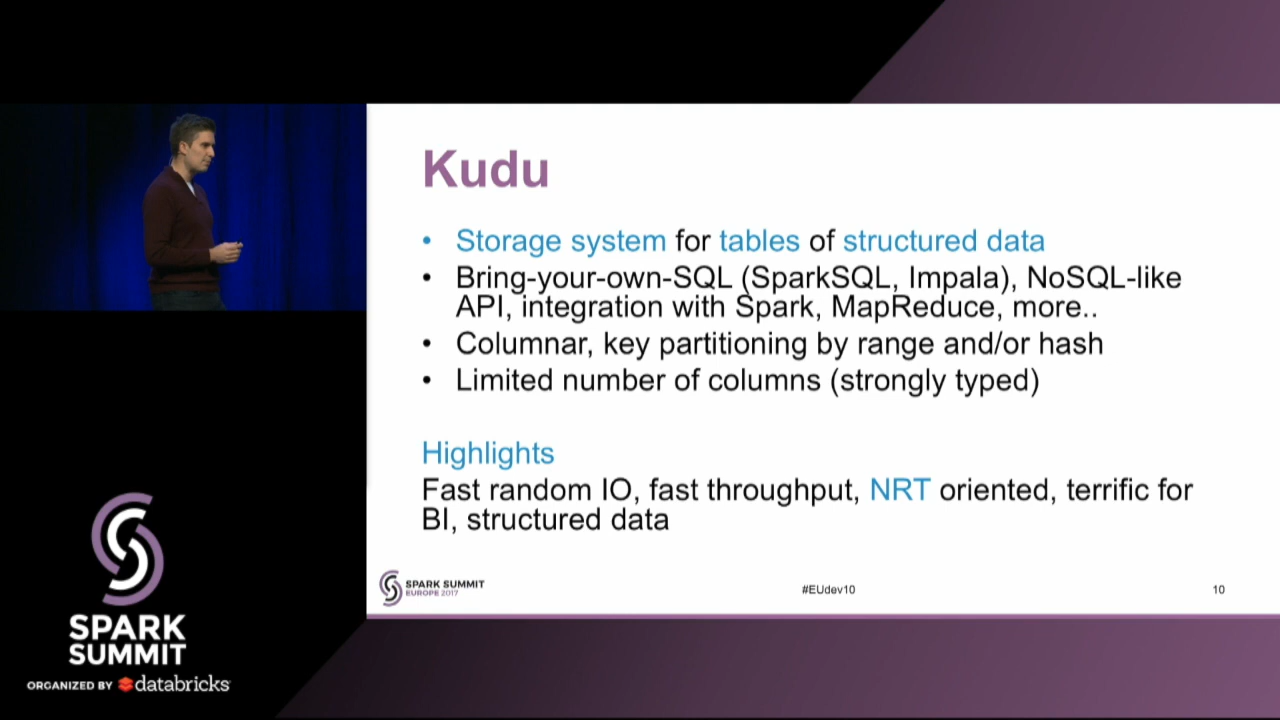 Kudu
• Storage system for tables of structured data
• Bring-your-own-SQL (SparkSQL, Impala), NoSQL-like
API, integration with Spark, MapReduce, more..
• Columnar, key partitioning by range and/or hash
• Limited number of columns (strongly typed)
Highlights
Fast random IO, fast throughput, NRT oriented, terrific for
BI, structured data
SPARK SUMMIT
EUROPE 2017
#EUdev10
10
SPARK
SUMMIT
ORGANIZED BY databricks